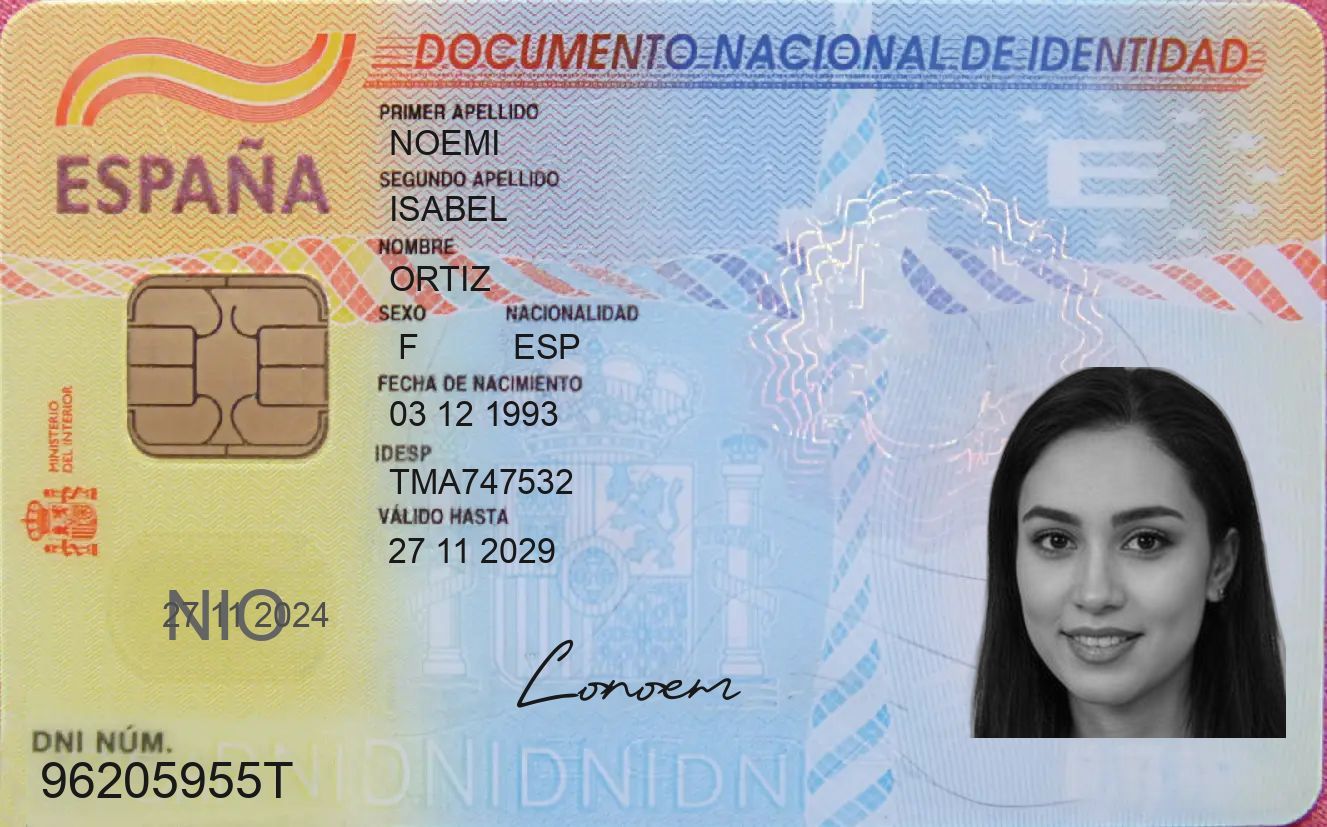 DOCUMENTO NACIONAL DE IDENTIDAD
ESPAÑA
PRIMER APELLIDO
NOEMI
SEGUNDO APELLIDO
ISABEL
NOMBRE
ORTIZ
SEXO NACIONALIDAD
F ESP
FECHA DE NACIMIENTO
03 12 1993
IDESP
TMA747532
VÁLIDO HASTA
27 11 2029
MINISTERIO
DEL INTERIOR
E
NIO
27 11 2024
Lonoem
DNI NÚM.
96205955T
DNIDNIDNIDNI